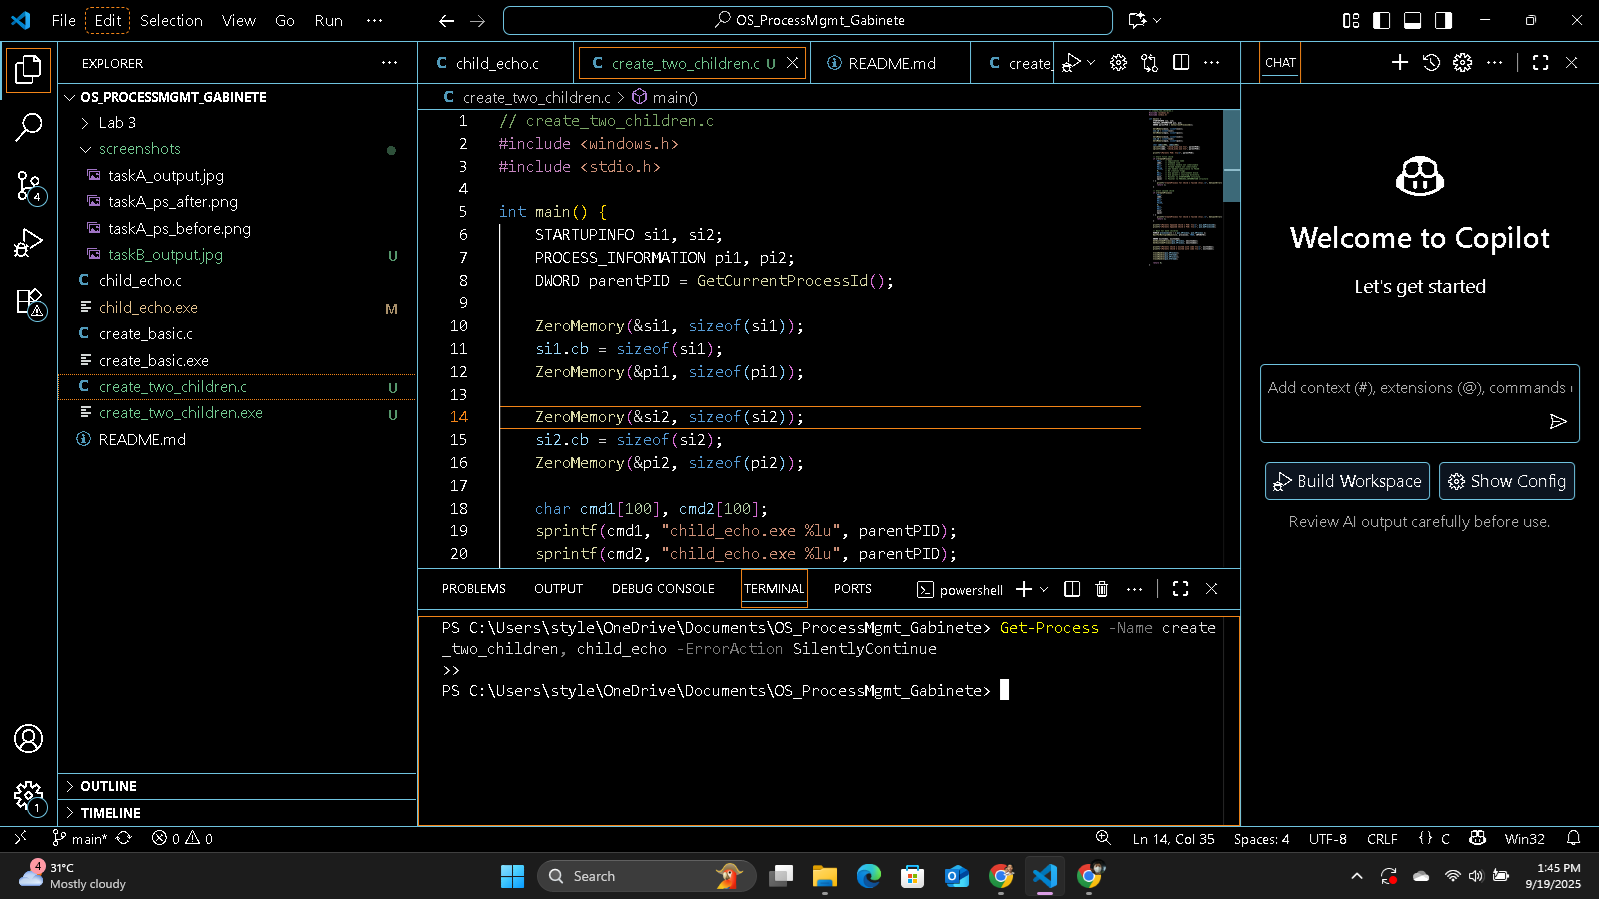 File Edit Selection View Go Run ···
OS_ProcessMgmt_Gabinete
EXPLORER
OS_PROCESSMGMT_GABINETE
Lab 3
screenshots
taskA_output.jpg
taskA_ps_after.png
taskA_ps_before.png
taskB_output.jpg U
C child_echo.c
child_echo.exe M
C create_basic.c
create_basic.exe
C create_two_children.c U
create_two_children.exe U
README.md
OUTLINE
TIMELINE
4
1
C child_echo.c C create_two_children.c U README.md C create_
C create_two_children.c > main()
1 // create_two_children.c
2 #include <windows.h>
3 #include <stdio.h>
4
5 int main() {
6 STARTUPINFO si1, si2;
7 PROCESS_INFORMATION pi1, pi2;
8 DWORD parentPID = GetCurrentProcessId();
9
10 ZeroMemory(&si1, sizeof(si1));
11 si1.cb = sizeof(si1);
12 ZeroMemory(&pi1, sizeof(pi1));
13
14 ZeroMemory(&si2, sizeof(si2));
15 si2.cb = sizeof(si2);
16 ZeroMemory(&pi2, sizeof(pi2));
17
18 char cmd1[100], cmd2[100];
19 sprintf(cmd1, "child_echo.exe %lu", parentPID);
20 sprintf(cmd2, "child_echo.exe %lu", parentPID);
PROBLEMS OUTPUT DEBUG CONSOLE TERMINAL PORTS powershell
PS C:\Users\style\OneDrive\Documents\OS_ProcessMgmt_Gabinete> Get-Process -Name create
_two_children, child_echo -ErrorAction SilentlyContinue
>>
PS C:\Users\style\OneDrive\Documents\OS_ProcessMgmt_Gabinete>
CHAT
Welcome to Copilot
Let's get started
Add context (#), extensions (@), commands
Build Workspace Show Config
Review AI output carefully before use.
main* 0 0 Ln 14, Col 35 Spaces: 4 UTF-8 CRLF {} C Win32
4
31°C
Mostly cloudy
Search
1:45 PM
9/19/2025